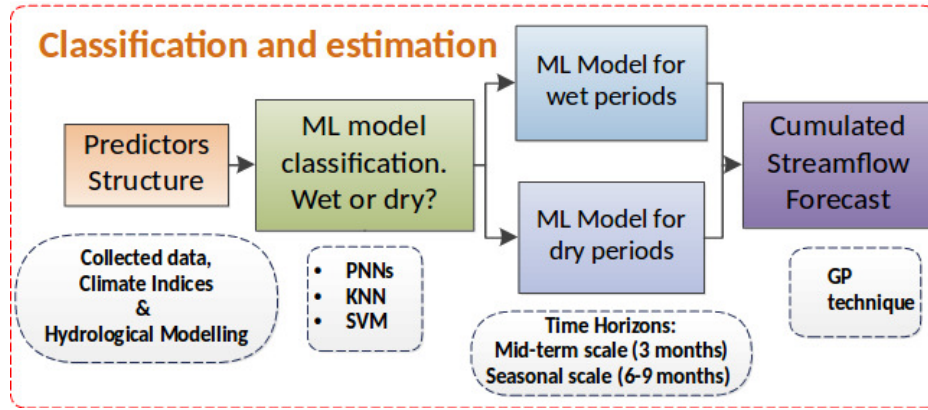 Classification and estimation
Predictors
Structure
ML model
classification.
Wet or dry?
ML Model for
wet periods
ML Model for
dry periods
Cumulated
Streamflow
Forecast
Collected data,
Climate Indices
&
Hydrological Modelling
• PNNs
• KNN
• SVM
Time Horizons:
Mid-term scale (3 months)
Seasonal scale (6-9 months)
GP
technique